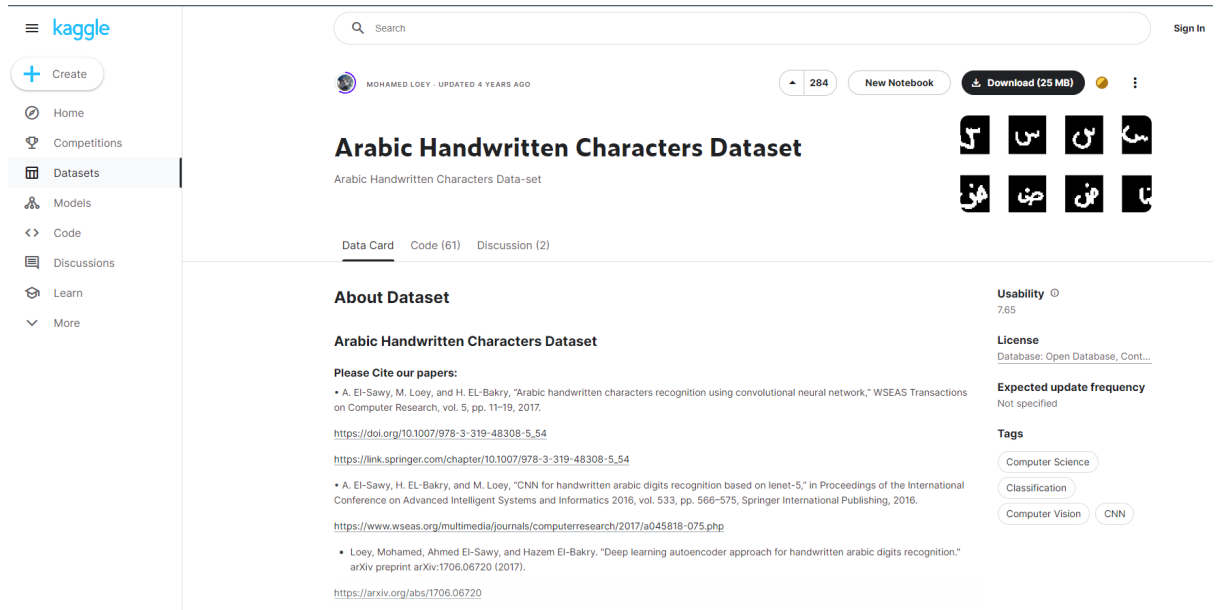 kaggle
Search
Sign In
Create
Home
Competitions
Datasets
Models
Code
Discussions
Learn
More
MOHAMED LOEY · UPDATED 4 YEARS AGO
284
New Notebook
Download (25 MB)
Arabic Handwritten Characters Dataset
Arabic Handwritten Characters Data-set
س س س س
ض ض ض
Data Card Code (61) Discussion (2)
About Dataset
Arabic Handwritten Characters Dataset
Please Cite our papers:
• A. El-Sawy, M. Loey, and H. EL-Bakry, “Arabic handwritten characters recognition using convolutional neural network,” WSEAS Transactions
on Computer Research, vol. 5, pp. 11–19, 2017.
https://doi.org/10.1007/978-3-319-48308-5_54
https://link.springer.com/chapter/10.1007/978-3-319-48308-5_54
• A. El-Sawy, H. EL-Bakry, and M. Loey, “CNN for handwritten arabic digits recognition based on lenet-5,” in Proceedings of the International
Conference on Advanced Intelligent Systems and Informatics 2016, vol. 533, pp. 566–575, Springer International Publishing, 2016.
https://www.wseas.org/multimedia/journals/computerresearch/2017/a045818-075.php
• Loey, Mohamed, Ahmed El-Sawy, and Hazem El-Bakry. "Deep learning autoencoder approach for handwritten arabic digits recognition."
arXiv preprint arXiv:1706.06720 (2017).
https://arxiv.org/abs/1706.06720
Usability
7.65
License
Database: Open Database, Cont...
Expected update frequency
Not specified
Tags
Computer Science
Classification
Computer Vision CNN